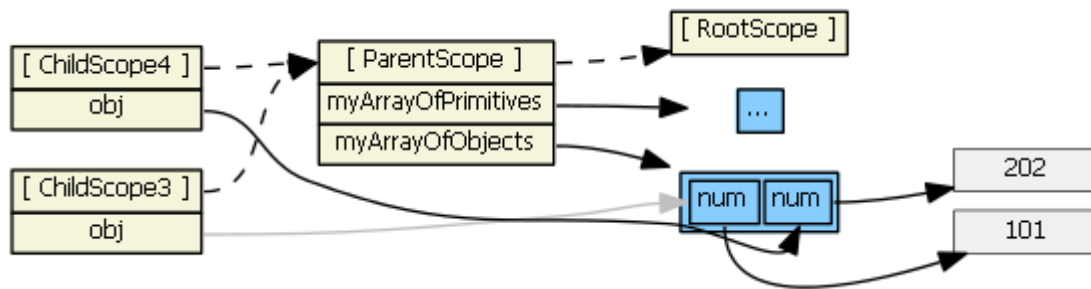 [ ChildScope4 ]
obj
[ ChildScope3 ]
obj
[ ParentScope ]
myArrayOfPrimitives
myArrayOfObjects
[ RootScope ]
...
num num
202
101